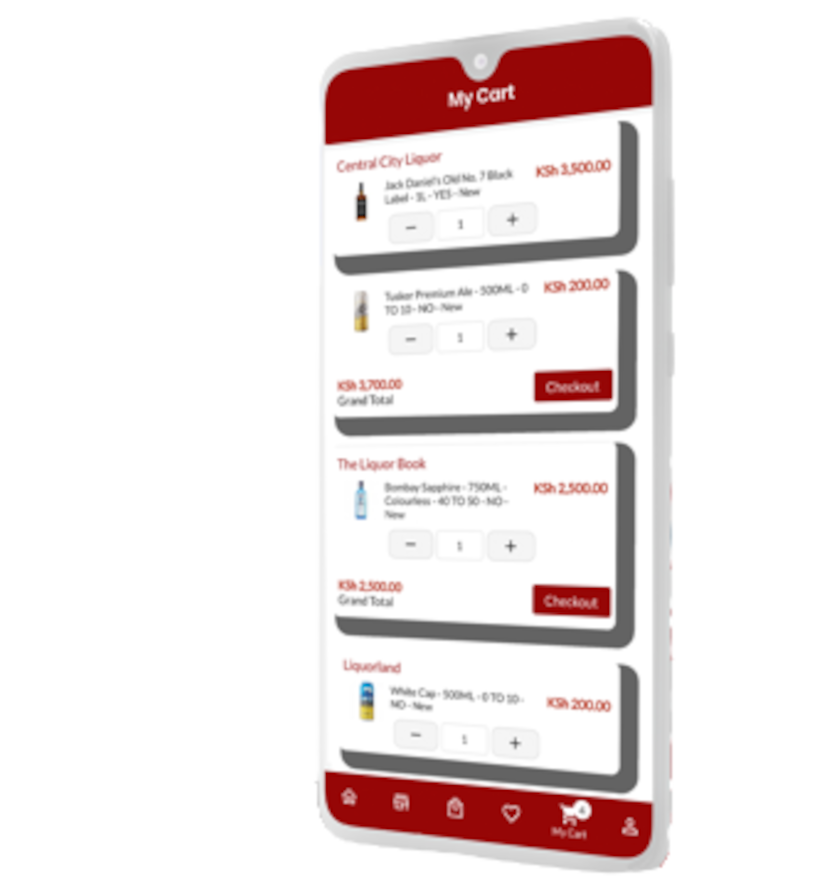 My Cart
Central City Liquor
Jack Daniel's Old No. 7 Black
Label - 1L - YES - New
KSh 3,500.00
− 1 +
Tusker Premium Ale - 500ML - 0
TO 10 - NO - New
KSh 200.00
− 1 +
KSh 3,700.00
Grand Total
Checkout
The Liquor Book
Bombay Sapphire - 750ML -
Colourless - 40 TO 50 - NO -
New
KSh 2,500.00
− 1 +
KSh 2,500.00
Grand Total
Checkout
Liquorland
White Cap - 500ML - 0 TO 10 -
NO - New
KSh 200.00
− 1 +
4
My Cart